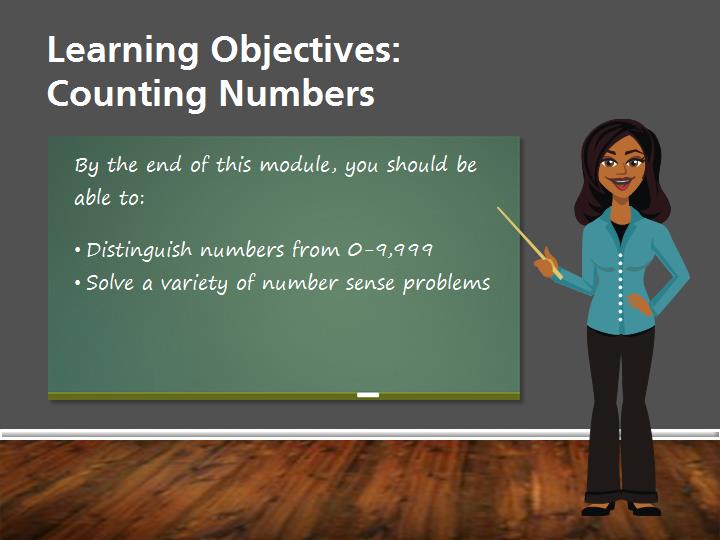 Learning Objectives:
Counting Numbers
By the end of this module, you should be
able to:
• Distinguish numbers from 0-9,999
• Solve a variety of number sense problems